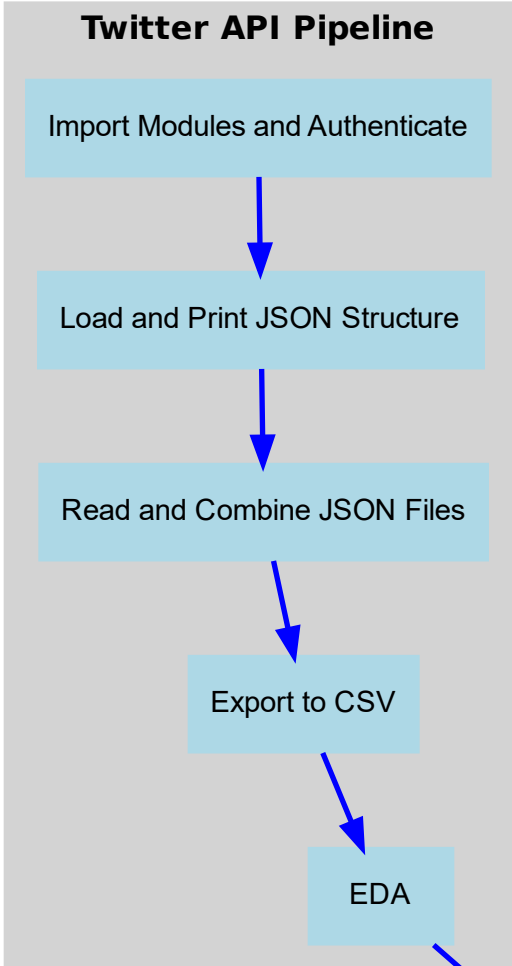 Twitter API Pipeline
Import Modules and Authenticate
Load and Print JSON Structure
Read and Combine JSON Files
Export to CSV
EDA